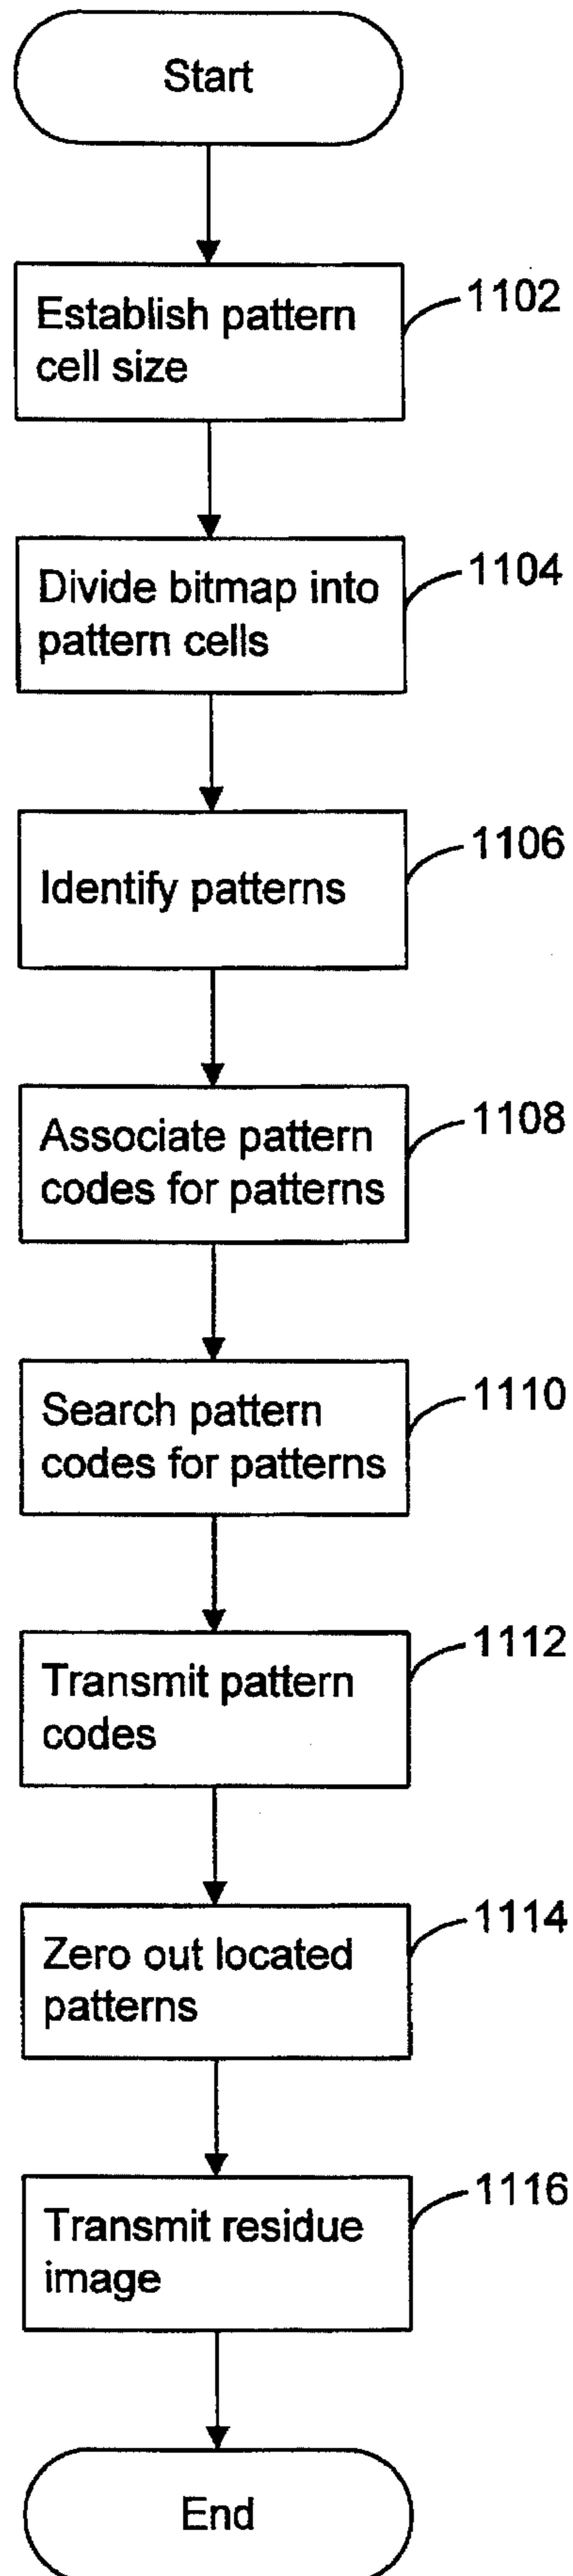 Start
1102
Establish pattern
cell size
1104
Divide bitmap into
pattern cells
1106
Identify patterns
1108
Associate pattern
codes for patterns
1110
Search pattern
codes for patterns
1112
Transmit pattern
codes
1114
Zero out located
patterns
1116
Transmit residue
image
End